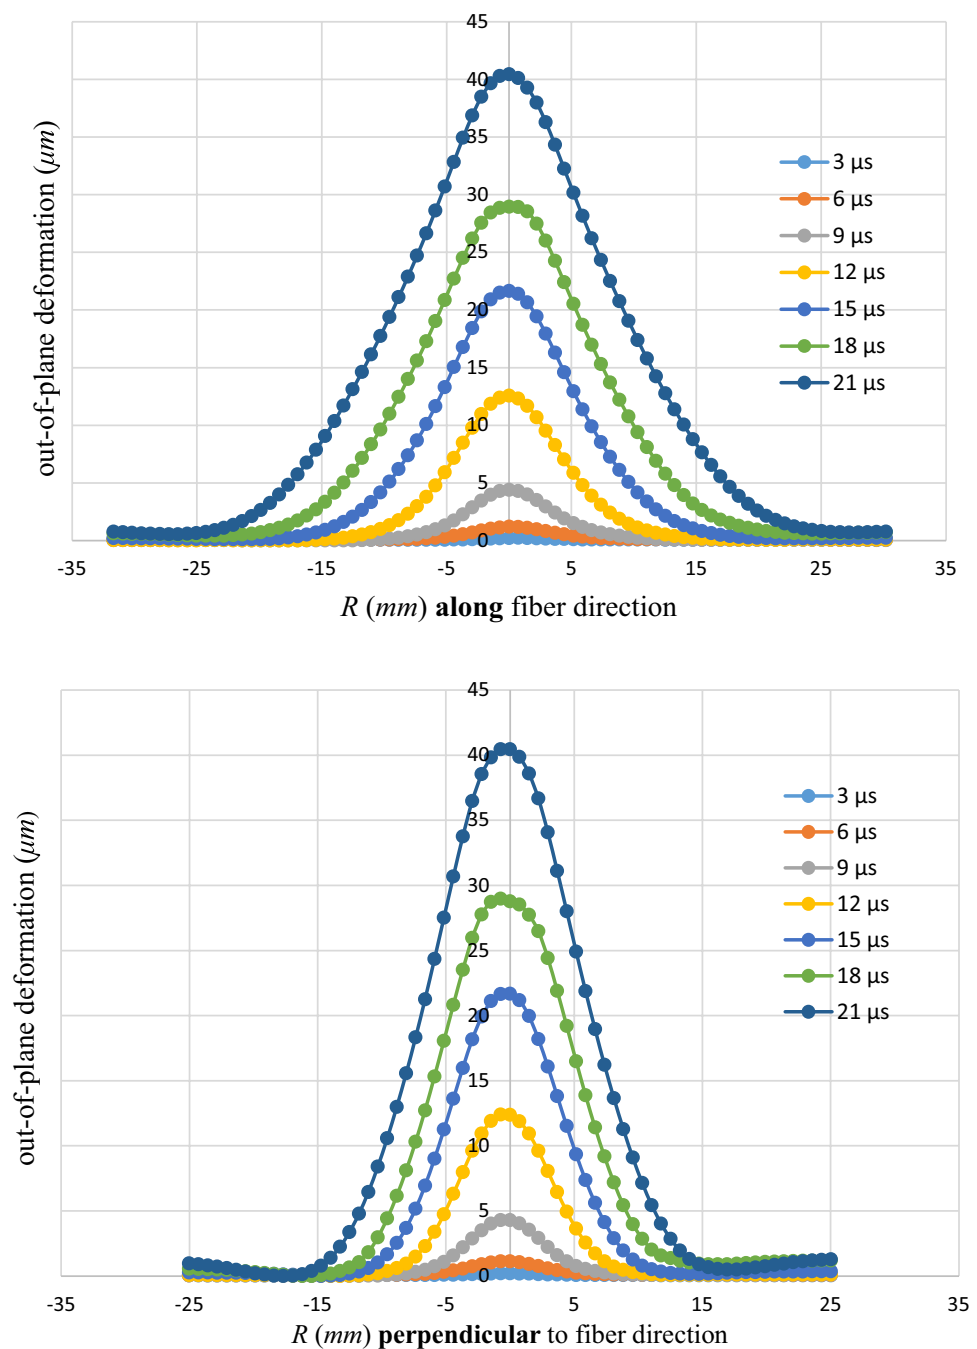 45
40
35
30
25
20
15
10
5
0
out-of-plane deformation (μm)
3 μs
6 μs
9 μs
12 μs
15 μs
18 μs
21 μs
-35 -25 -15 -5 5 15 25 35
R (mm) along fiber direction
45
40
35
30
25
20
15
10
5
0
out-of-plane deformation (μm)
3 μs
6 μs
9 μs
12 μs
15 μs
18 μs
21 μs
-35 -25 -15 -5 5 15 25 35
R (mm) perpendicular to fiber direction